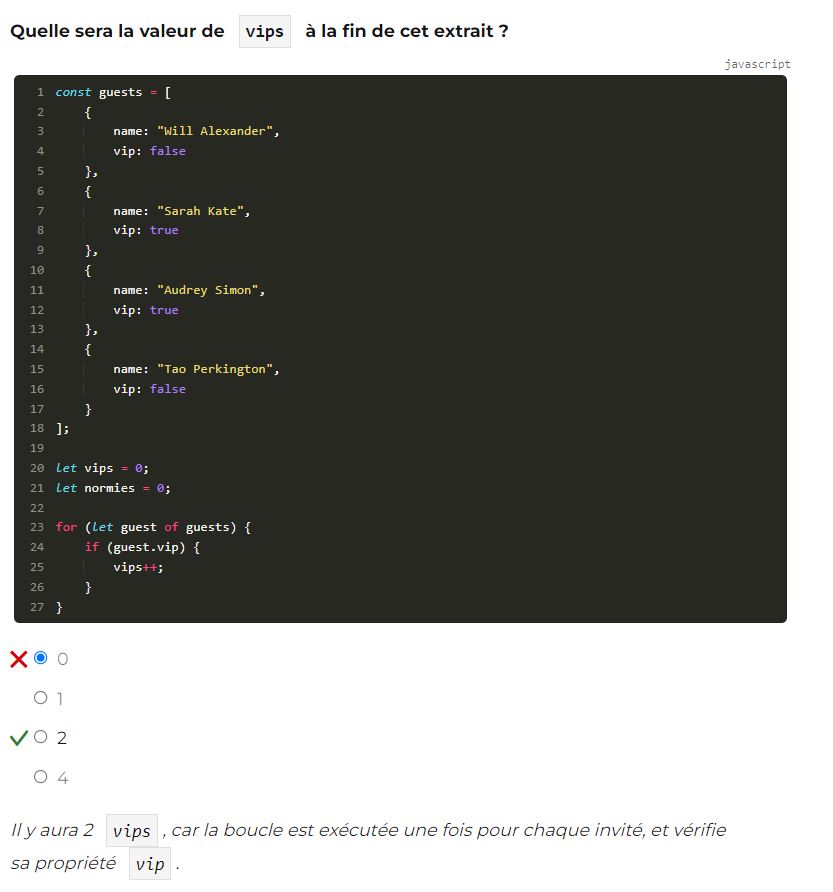 Quelle sera la valeur de vips à la fin de cet extrait ?
javascript
1 const guests = [
2     {
3         name: "Will Alexander",
4         vip: false
5     },
6     {
7         name: "Sarah Kate",
8         vip: true
9     },
10     {
11         name: "Audrey Simon",
12         vip: true
13     },
14     {
15         name: "Tao Perkington",
16         vip: false
17     }
18 ];
19
20 let vips = 0;
21 let normies = 0;
22
23 for (let guest of guests) {
24     if (guest.vip) {
25         vips++;
26     }
27 }
0
1
2
4
Il y aura 2 vips , car la boucle est exécutée une fois pour chaque invité, et vérifie
sa propriété vip .